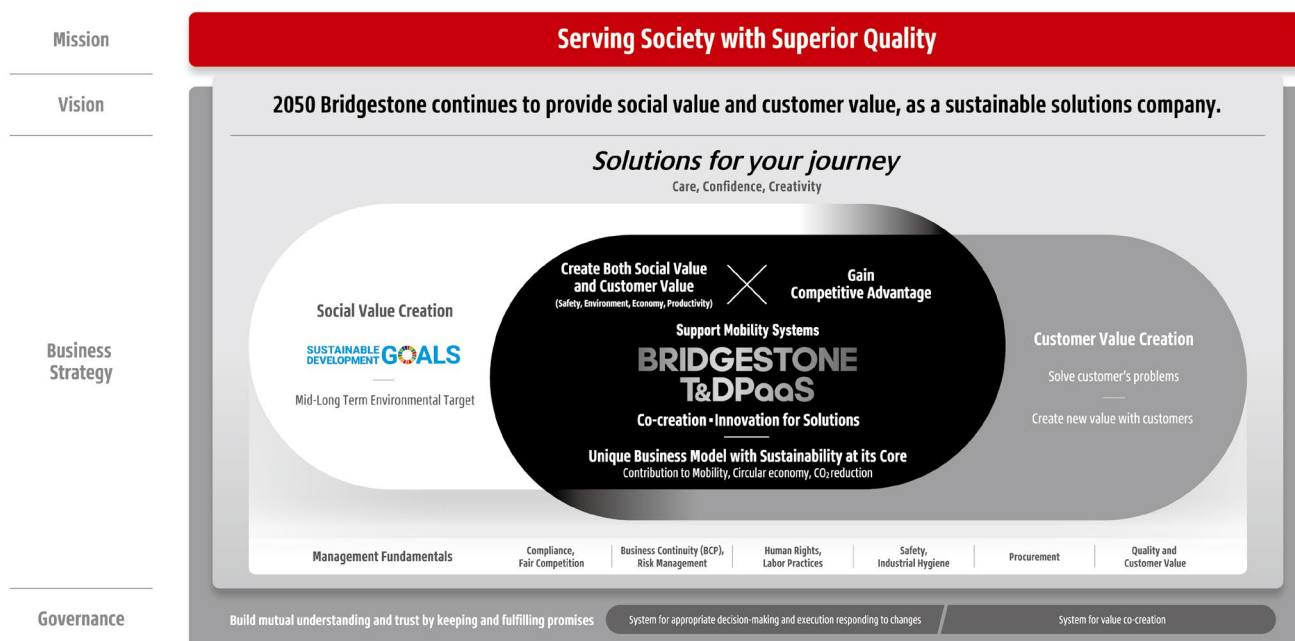 Mission
Serving Society with Superior Quality
Vision
2050 Bridgestone continues to provide social value and customer value, as a sustainable solutions company.
Solutions for your journey
Care, Confidence, Creativity
Business
Strategy
Social Value Creation
SUSTAINABLE
DEVELOPMENT GOALS
Mid-Long Term Environmental Target
Create Both Social Value
and Customer Value
(Safety, Environment, Economy, Productivity)
Gain
Competitive Advantage
Support Mobility Systems
BRIDGESTONE
T&DPaaS
Co-creation・Innovation for Solutions
Unique Business Model with Sustainability at its Core
Contribution to Mobility, Circular economy, CO₂ reduction
Customer Value Creation
Solve customer's problems
Create new value with customers
Management Fundamentals
Compliance,
Fair Competition
Business Continuity (BCP),
Risk Management
Human Rights,
Labor Practices
Safety,
Industrial Hygiene
Procurement
Quality and
Customer Value
Governance
Build mutual understanding and trust by keeping and fulfilling promises
System for appropriate decision-making and execution responding to changes
System for value co-creation